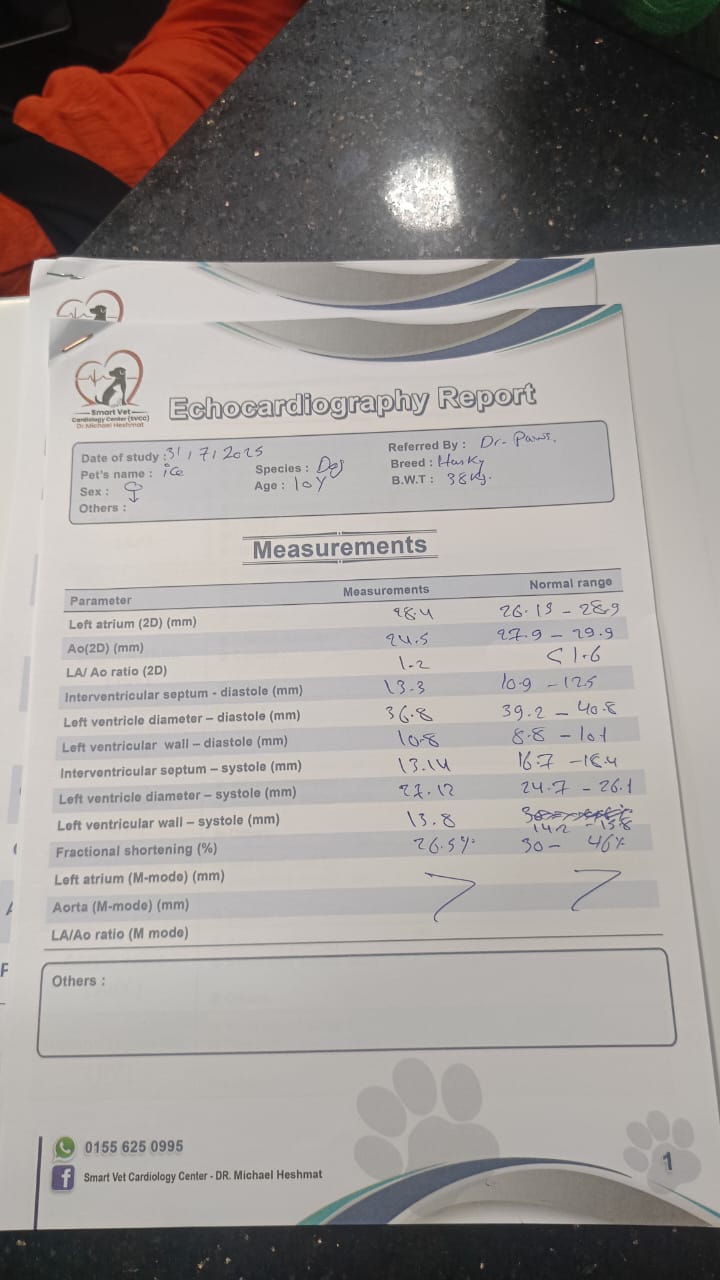 Smart Vet
Cardiology Center (SVCC)
Dr.Michael Heshmat
Echocardiography Report
Date of study : 31/7/2025
Referred By : Dr. Paws.
Pet's name : ice
Species : Dog
Breed : Husky
Sex : ♀
Age : 10Y
B.W.T : 38kg.
Others :
Measurements
Parameter Measurements Normal range
Left atrium (2D) (mm) 28.4 26.13 - 28.9
Ao(2D) (mm) 24.5 27.9 - 29.9
LA/ Ao ratio (2D) 1.2 < 1.6
Interventricular septum - diastole (mm) 13.3 10.9 - 12.5
Left ventricle diameter – diastole (mm) 36.8 39.2 - 40.8
Left ventricular wall – diastole (mm) 10.8 8.8 - 10.1
Interventricular septum – systole (mm) 13.14 16.7 - 18.4
Left ventricle diameter – systole (mm) 27.12 24.7 - 26.1
Left ventricular wall – systole (mm) 13.8 14.2 - 15.8
Fractional shortening (%) 26.5% 30 - 46%
Left atrium (M-mode) (mm)
Aorta (M-mode) (mm)
LA/Ao ratio (M mode)
Others :
0155 625 0995
Smart Vet Cardiology Center - DR. Michael Heshmat
1